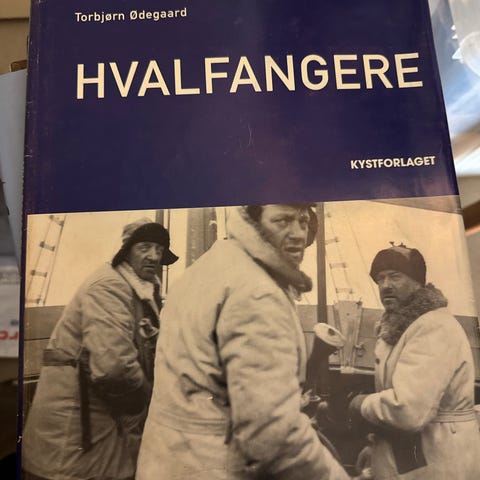 Torbjørn Ødegaard
HVALFANGERE
KYSTFORLAGET